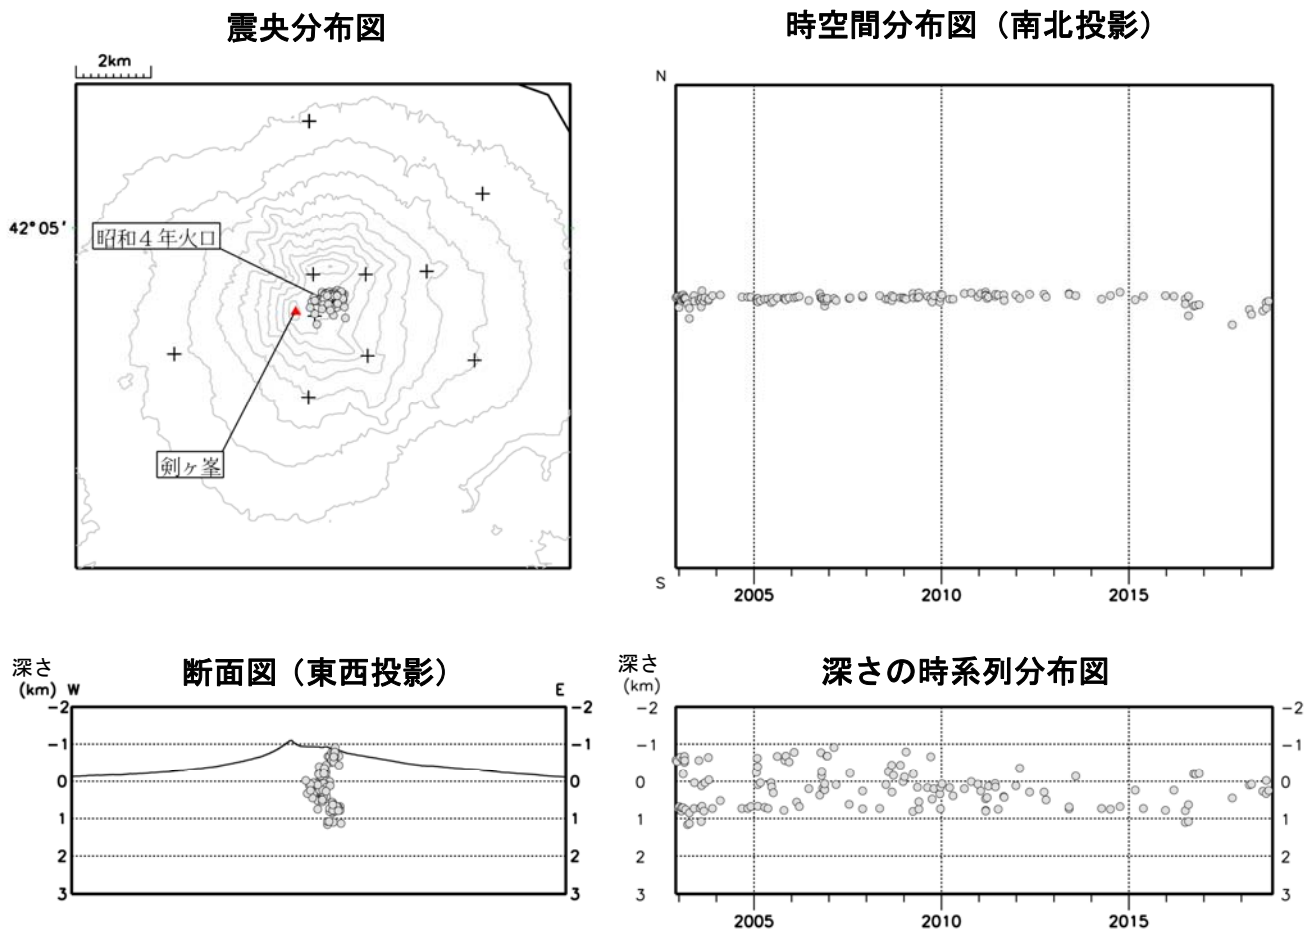 震央分布図
2km
42°05′
昭和４年火口
剣ヶ峯
時空間分布図（南北投影）
N
S
2005 2010 2015
断面図（東西投影）
深さ
(km) W E
-2 -2
-1 -1
0 0
1 1
2 2
3 3
深さの時系列分布図
深さ
(km)
-2 -2
-1 -1
0 0
1 1
2 2
3 3
2005 2010 2015